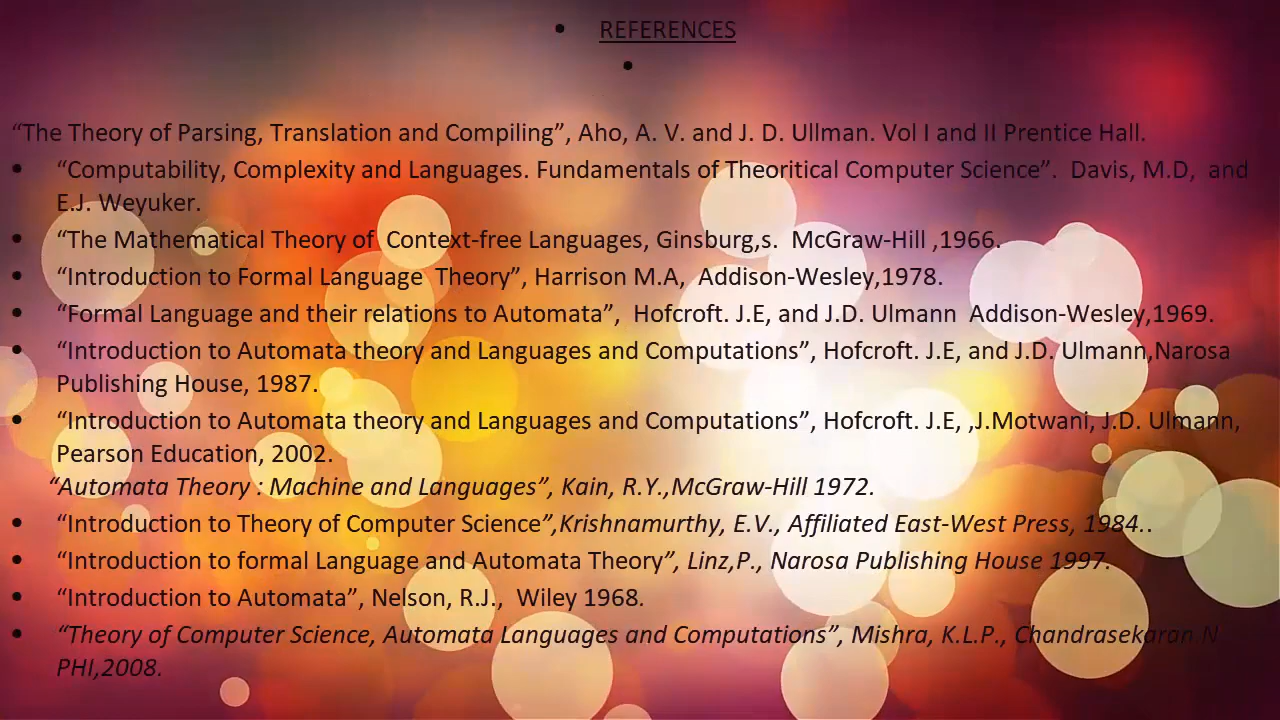 • REFERENCES
•
“The Theory of Parsing, Translation and Compiling”, Aho, A. V. and J. D. Ullman. Vol I and II Prentice Hall.
• “Computability, Complexity and Languages. Fundamentals of Theoritical Computer Science”. Davis, M.D, and
E.J. Weyuker.
• “The Mathematical Theory of Context-free Languages, Ginsburg,s. McGraw-Hill ,1966.
• “Introduction to Formal Language Theory”, Harrison M.A, Addison-Wesley,1978.
• “Formal Language and their relations to Automata”, Hofcroft. J.E, and J.D. Ulmann Addison-Wesley,1969.
• “Introduction to Automata theory and Languages and Computations”, Hofcroft. J.E, and J.D. Ulmann,Narosa
Publishing House, 1987.
• “Introduction to Automata theory and Languages and Computations”, Hofcroft. J.E, ,J.Motwani, J.D. Ulmann,
Pearson Education, 2002.
“Automata Theory : Machine and Languages”, Kain, R.Y.,McGraw-Hill 1972.
• “Introduction to Theory of Computer Science”,Krishnamurthy, E.V., Affiliated East-West Press, 1984..
• “Introduction to formal Language and Automata Theory”, Linz,P., Narosa Publishing House 1997.
• “Introduction to Automata”, Nelson, R.J., Wiley 1968.
• “Theory of Computer Science, Automata Languages and Computations”, Mishra, K.L.P., Chandrasekaran.N
PHI,2008.